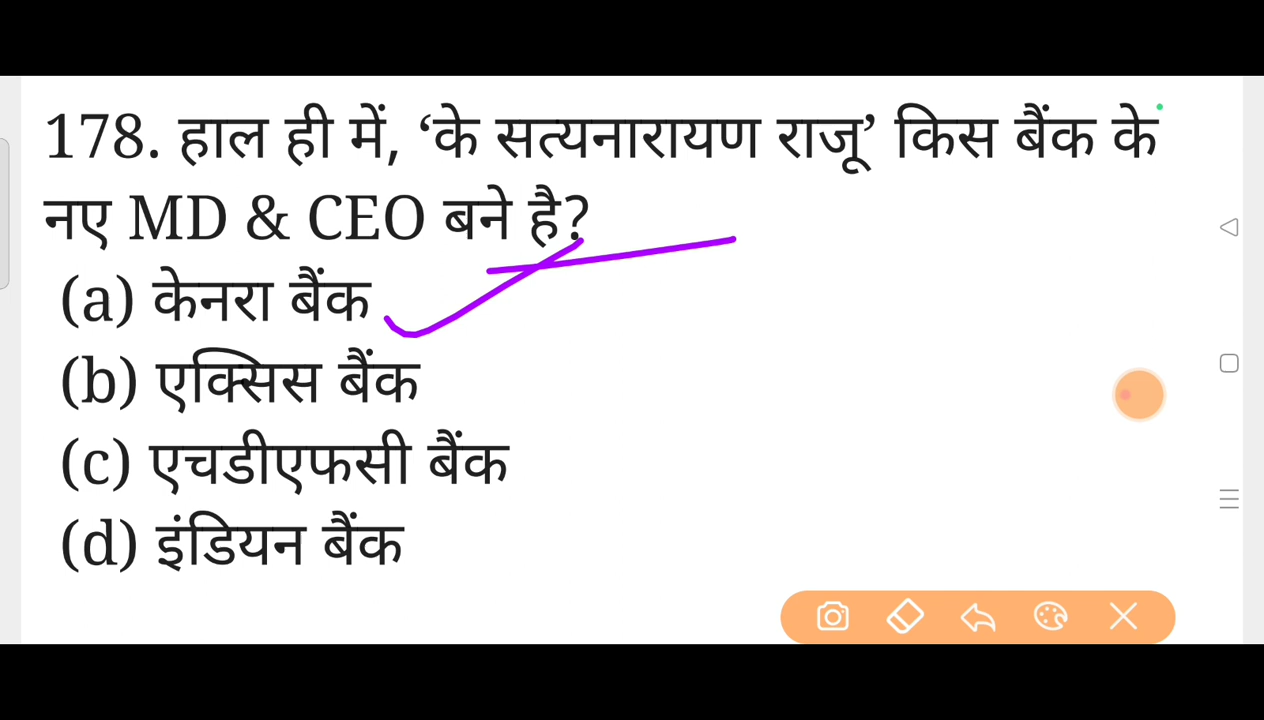 178. हाल ही में, ‘के सत्यनारायण राजू’ किस बैंक के
नए MD & CEO बने है?
(a) केनरा बैंक
(b) एक्सिस बैंक
(c) एचडीएफसी बैंक
(d) इंडियन बैंक